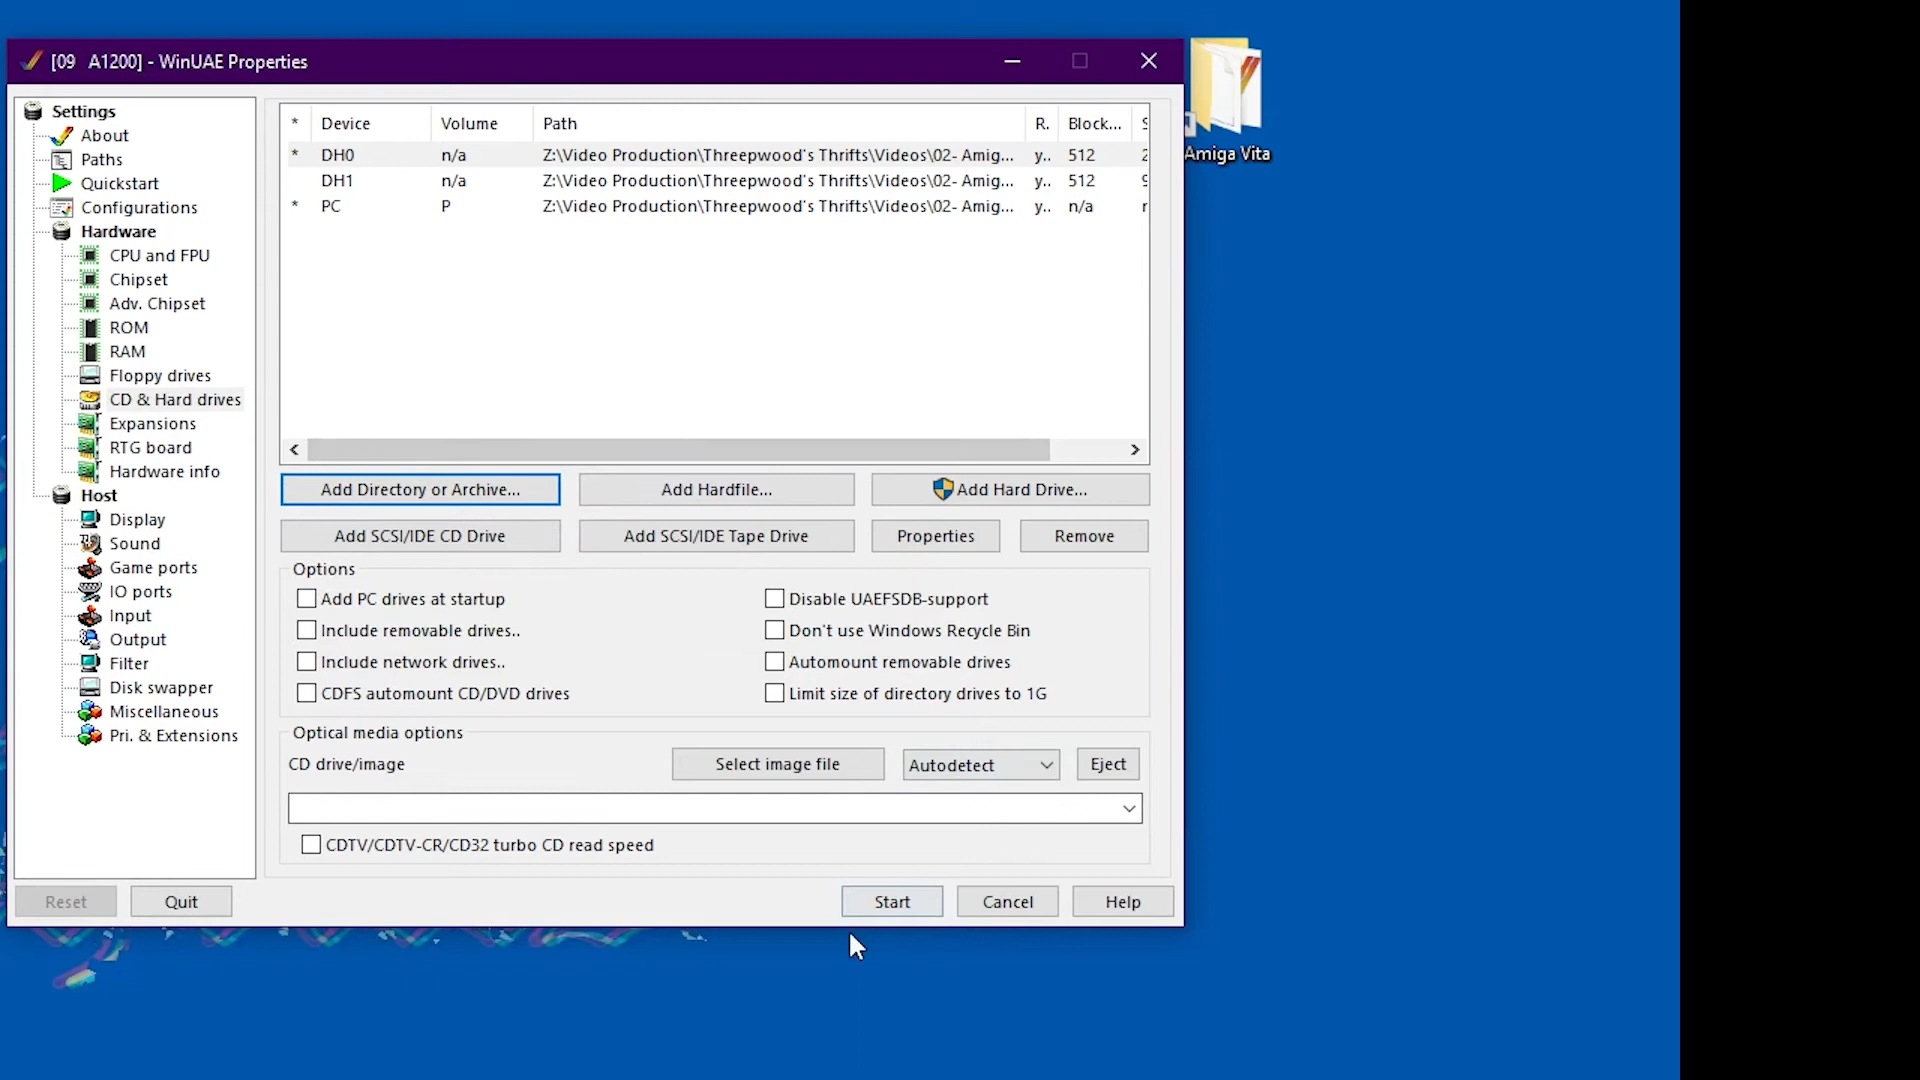 [09 A1200] - WinUAE Properties
Settings
About
Paths
Quickstart
Configurations
Hardware
CPU and FPU
Chipset
Adv. Chipset
ROM
RAM
Floppy drives
CD & Hard drives
Expansions
RTG board
Hardware info
Host
Display
Sound
Game ports
IO ports
Input
Output
Filter
Disk swapper
Miscellaneous
Pri. & Extensions
* Device Volume Path R. Block...
* DH0 n/a Z:\Video Production\Threepwood's Thrifts\Videos\02- Amig... y.. 512
DH1 n/a Z:\Video Production\Threepwood's Thrifts\Videos\02- Amig... y.. 512
* PC P Z:\Video Production\Threepwood's Thrifts\Videos\02- Amig... y.. n/a
Add Directory or Archive... Add Hardfile... Add Hard Drive...
Add SCSI/IDE CD Drive Add SCSI/IDE Tape Drive Properties Remove
Options
Add PC drives at startup Disable UAEFSDB-support
Include removable drives.. Don't use Windows Recycle Bin
Include network drives.. Automount removable drives
CDFS automount CD/DVD drives Limit size of directory drives to 1G
Optical media options
CD drive/image Select image file Autodetect Eject
CDTV/CDTV-CR/CD32 turbo CD read speed
Reset Quit Start Cancel Help
Amiga Vita